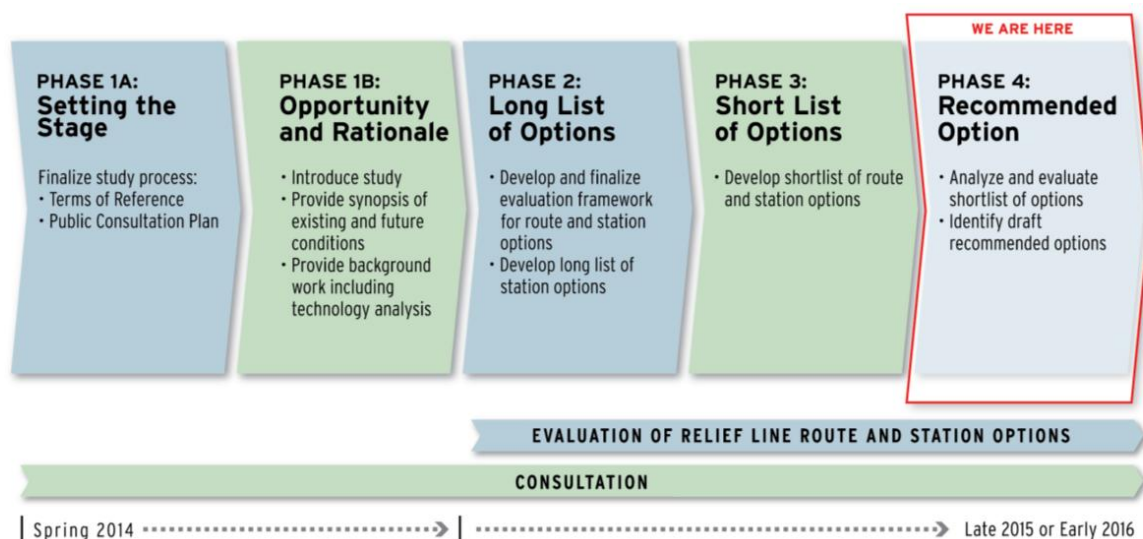 WE ARE HERE
PHASE 1A:
Setting the
Stage
Finalize study process:
• Terms of Reference
• Public Consultation Plan
PHASE 1B:
Opportunity
and Rationale
• Introduce study
• Provide synopsis of
existing and future
conditions
• Provide background
work including
technology analysis
PHASE 2:
Long List
of Options
• Develop and finalize
evaluation framework
for route and station
options
• Develop long list of
station options
PHASE 3:
Short List
of Options
• Develop shortlist of route
and station options
PHASE 4:
Recommended
Option
• Analyze and evaluate
shortlist of options
• Identify draft
recommended options
EVALUATION OF RELIEF LINE ROUTE AND STATION OPTIONS
CONSULTATION
Spring 2014
Late 2015 or Early 2016